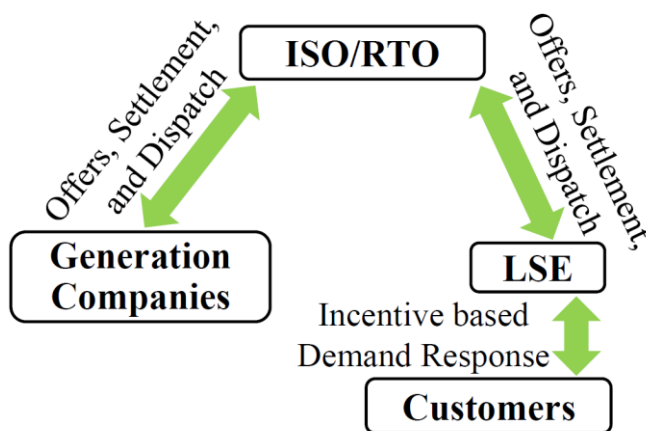 ISO/RTO
Offers, Settlement,
and Dispatch
Offers, Settlement,
and Dispatch
Generation
Companies
LSE
Incentive based
Demand Response
Customers